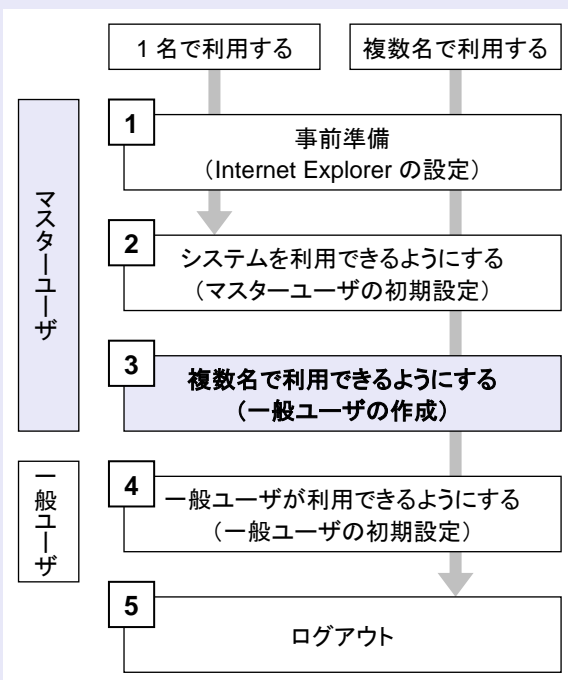 1 名で利用する
複数名で利用する
マスターユーザ
1
事前準備
（Internet Explorer の設定）
2
システムを利用できるようにする
（マスターユーザの初期設定）
3
複数名で利用できるようにする
（一般ユーザの作成）
一般ユーザ
4
一般ユーザが利用できるようにする
（一般ユーザの初期設定）
5
ログアウト